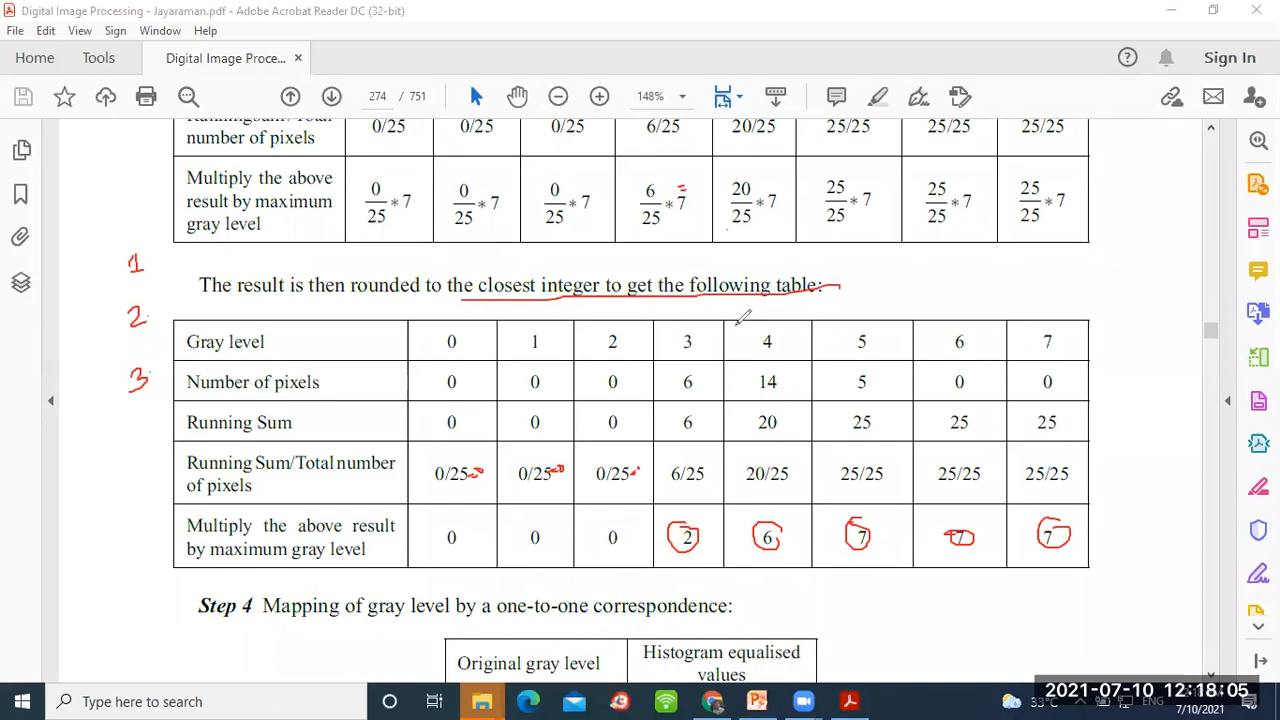 Digital Image Processing - Jayaraman.pdf - Adobe Acrobat Reader DC (32-bit)
File Edit View Sign Window Help
Home Tools Digital Image Proce... × Sign In
274 / 751 148%
Running Sum/Total number of pixels 0/25 0/25 0/25 6/25 20/25 25/25 25/25 25/25
Multiply the above result by maximum gray level 0/25 * 7 0/25 * 7 0/25 * 7 6/25 * 7 = 20/25 * 7 25/25 * 7 25/25 * 7 25/25 * 7
1
The result is then rounded to the closest integer to get the following table:
2
Gray level 0 1 2 3 4 5 6 7
3
Number of pixels 0 0 0 6 14 5 0 0
Running Sum 0 0 0 6 20 25 25 25
Running Sum/Total number of pixels 0/25 =0 0/25 =0 0/25 6/25 20/25 25/25 25/25 25/25
Multiply the above result by maximum gray level 0 0 0 2 6 7 7 7
Step 4 Mapping of gray level by a one-to-one correspondence:
Original gray level Histogram equalised values
Type here to search 33°C ENG
2021-07-10 12:18:05
7/10/2021